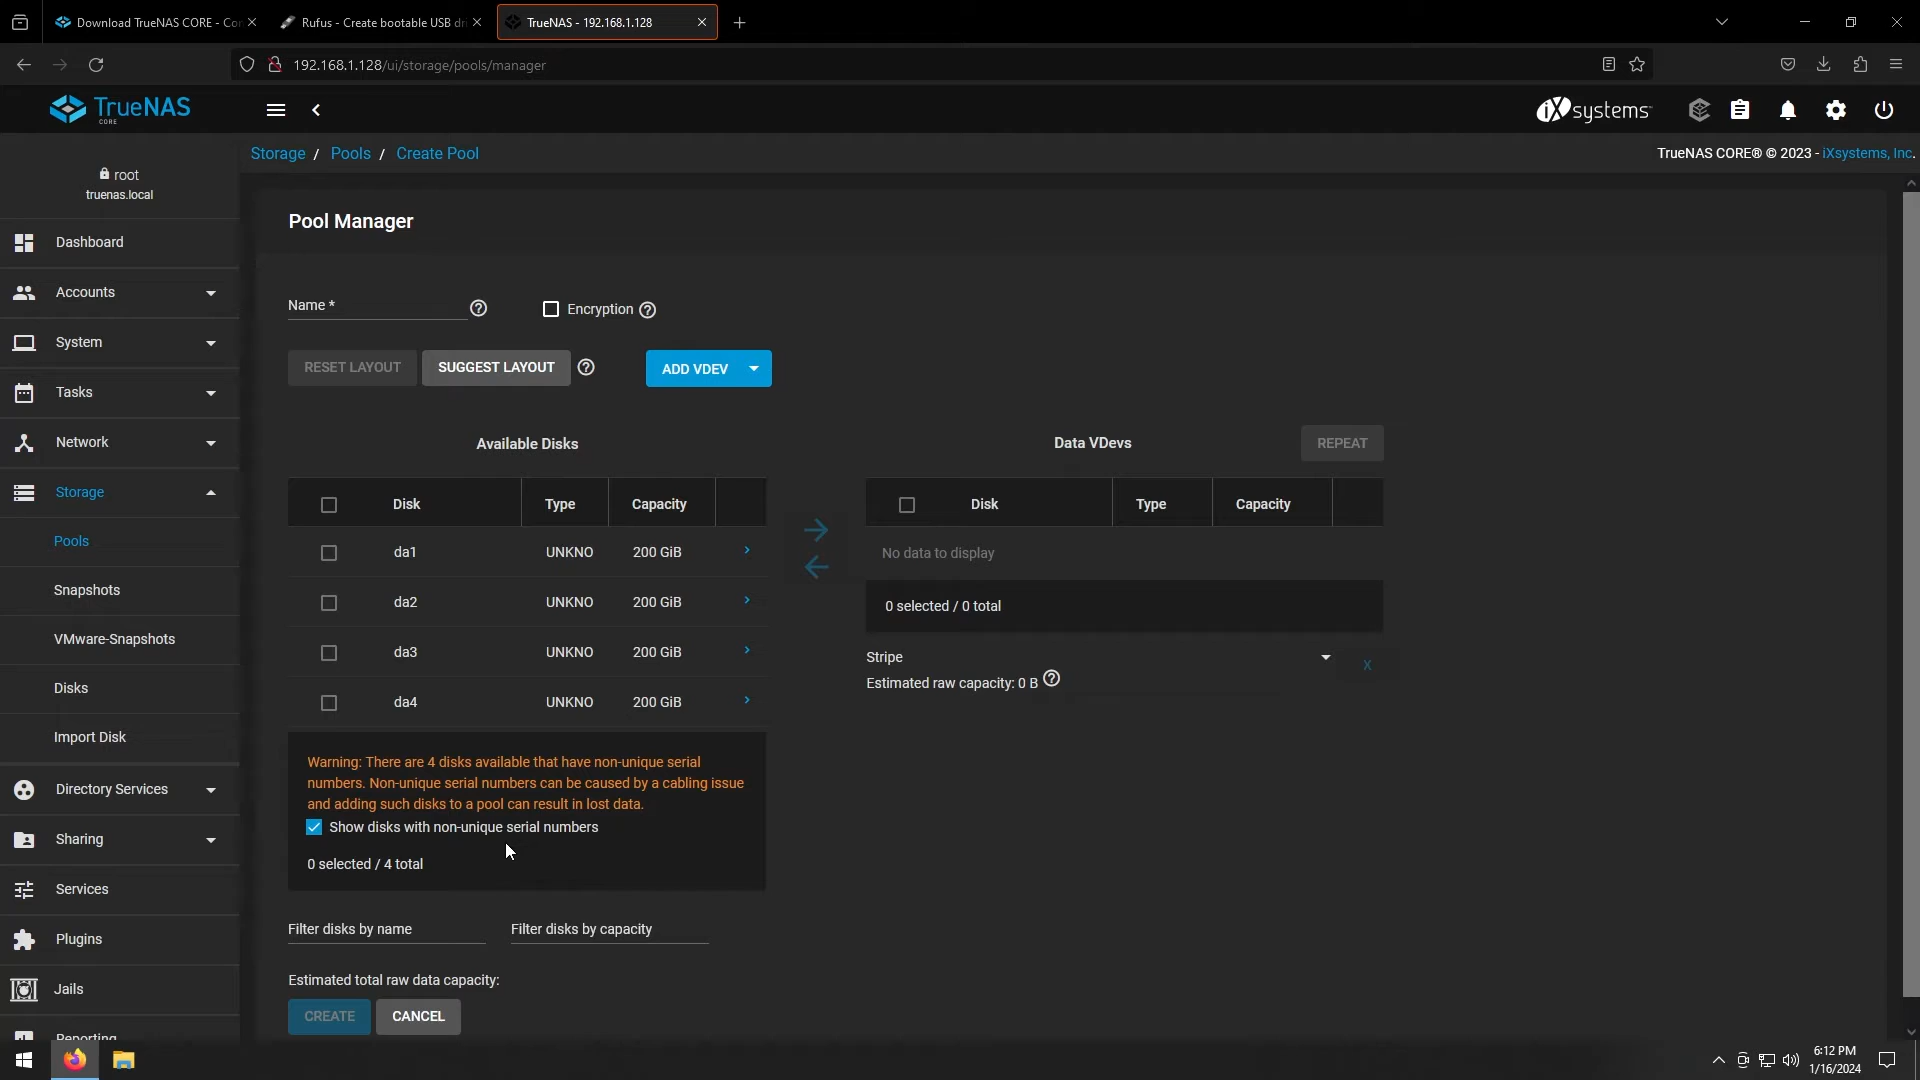 Download TrueNAS CORE - Co
Rufus - Create bootable USB dri
TrueNAS - 192.168.1.128
192.168.1.128/ui/storage/pools/manager
TrueNAS
CORE
iXsystems
Storage / Pools / Create Pool
TrueNAS CORE® © 2023 - iXsystems, Inc.
root
truenas.local
Dashboard
Accounts
System
Tasks
Network
Storage
Pools
Snapshots
VMware-Snapshots
Disks
Import Disk
Directory Services
Sharing
Services
Plugins
Jails
Reporting
Pool Manager
Name *
Encryption
RESET LAYOUT
SUGGEST LAYOUT
ADD VDEV
Available Disks
Disk Type Capacity
da1 UNKNO 200 GiB
da2 UNKNO 200 GiB
da3 UNKNO 200 GiB
da4 UNKNO 200 GiB
Warning: There are 4 disks available that have non-unique serial
numbers. Non-unique serial numbers can be caused by a cabling issue
and adding such disks to a pool can result in lost data.
Show disks with non-unique serial numbers
0 selected / 4 total
Data VDevs
REPEAT
Disk Type Capacity
No data to display
0 selected / 0 total
Stripe
X
Estimated raw capacity: 0 B
Filter disks by name
Filter disks by capacity
Estimated total raw data capacity:
CREATE
CANCEL
6:12 PM
1/16/2024